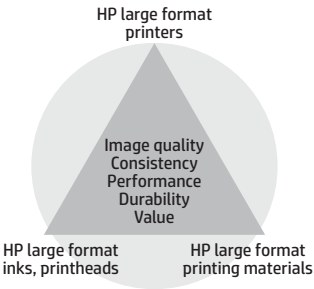 HP large format
printers
Image quality
Consistency
Performance
Durability
Value
HP large format
inks, printheads
HP large format
printing materials